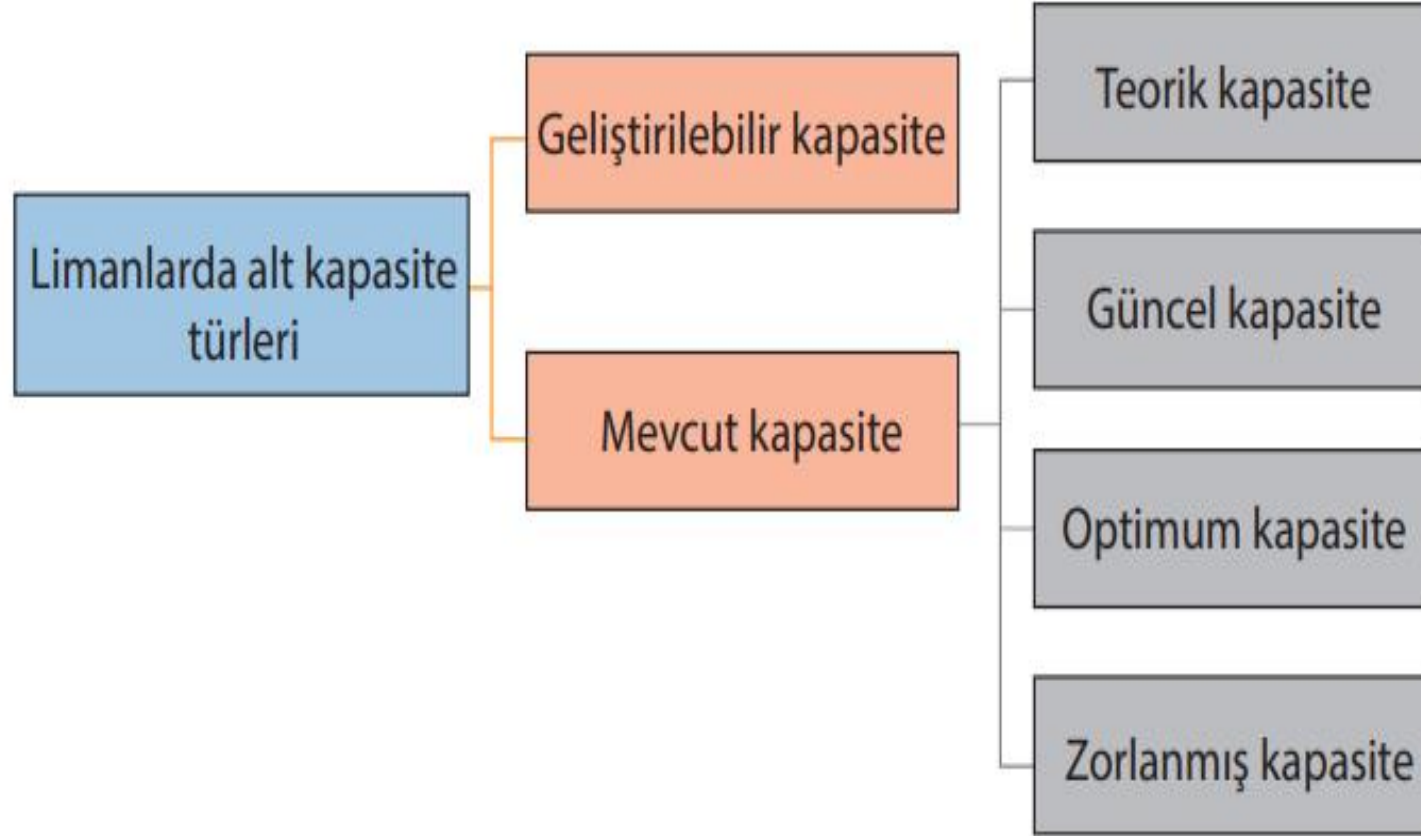 Limanlarda alt kapasite
türleri
Geliştirilebilir kapasite
Mevcut kapasite
Teorik kapasite
Güncel kapasite
Optimum kapasite
Zorlanmış kapasite